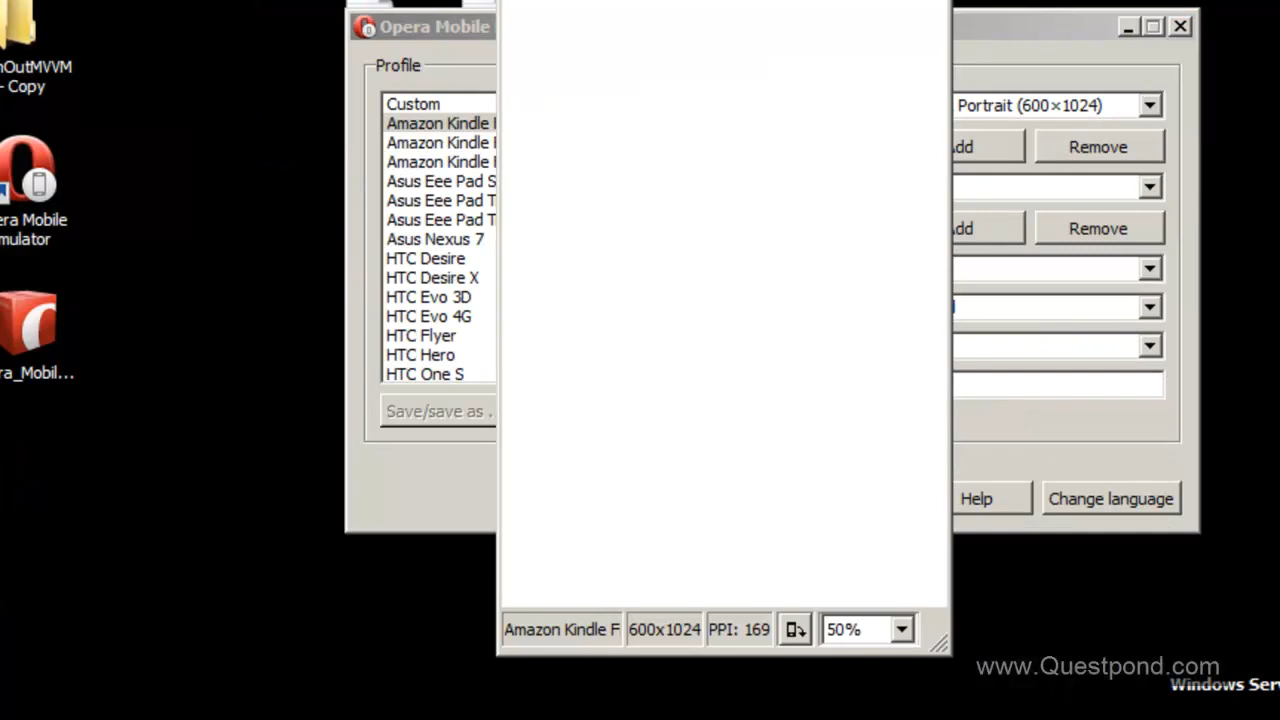 nOutMVVM
- Copy
era Mobile
mulator
ra_Mobil...
Opera Mobile
Profile
Custom
Amazon Kindle
Amazon Kindle
Amazon Kindle
Asus Eee Pad S
Asus Eee Pad T
Asus Eee Pad T
Asus Nexus 7
HTC Desire
HTC Desire X
HTC Evo 3D
HTC Evo 4G
HTC Flyer
HTC Hero
HTC One S
Save/save as .
Portrait (600×1024)
dd
Remove
dd
Remove
Help
Change language
Amazon Kindle F
600x1024
PPI: 169
50%
www.Questpond.com
Windows Ser